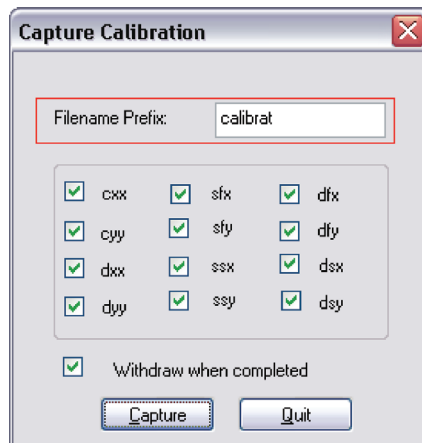 Capture Calibration
Filename Prefix: calibrat
cxx sfx dfx
cyy sfy dfy
dxx ssx dsx
dyy ssy dsy
Withdraw when completed
Capture Quit